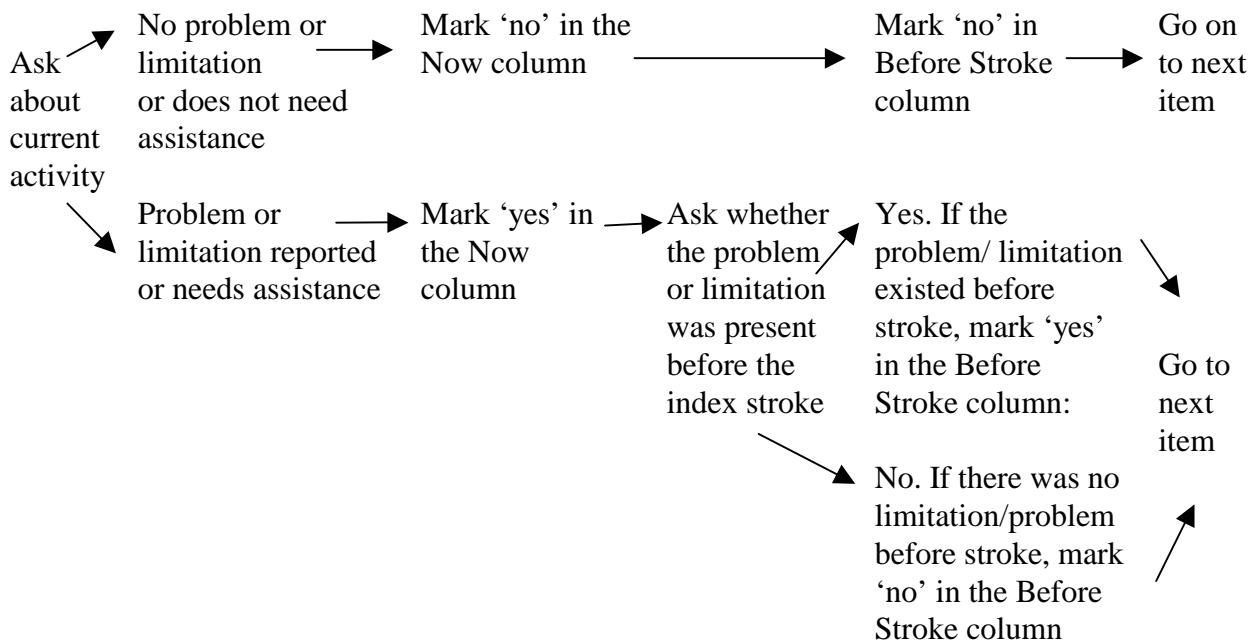 Ask
about
current
activity
No problem or
limitation
or does not need
assistance
Mark ‘no’ in the
Now column
Mark ‘no’ in
Before Stroke
column
Go on
to next
item
Problem or
limitation reported
or needs assistance
Mark ‘yes’ in
the Now
column
Ask whether
the problem
or limitation
was present
before the
index stroke
Yes. If the
problem/ limitation
existed before
stroke, mark ‘yes’
in the Before
Stroke column:
No. If there was no
limitation/problem
before stroke, mark
‘no’ in the Before
Stroke column
Go to
next
item